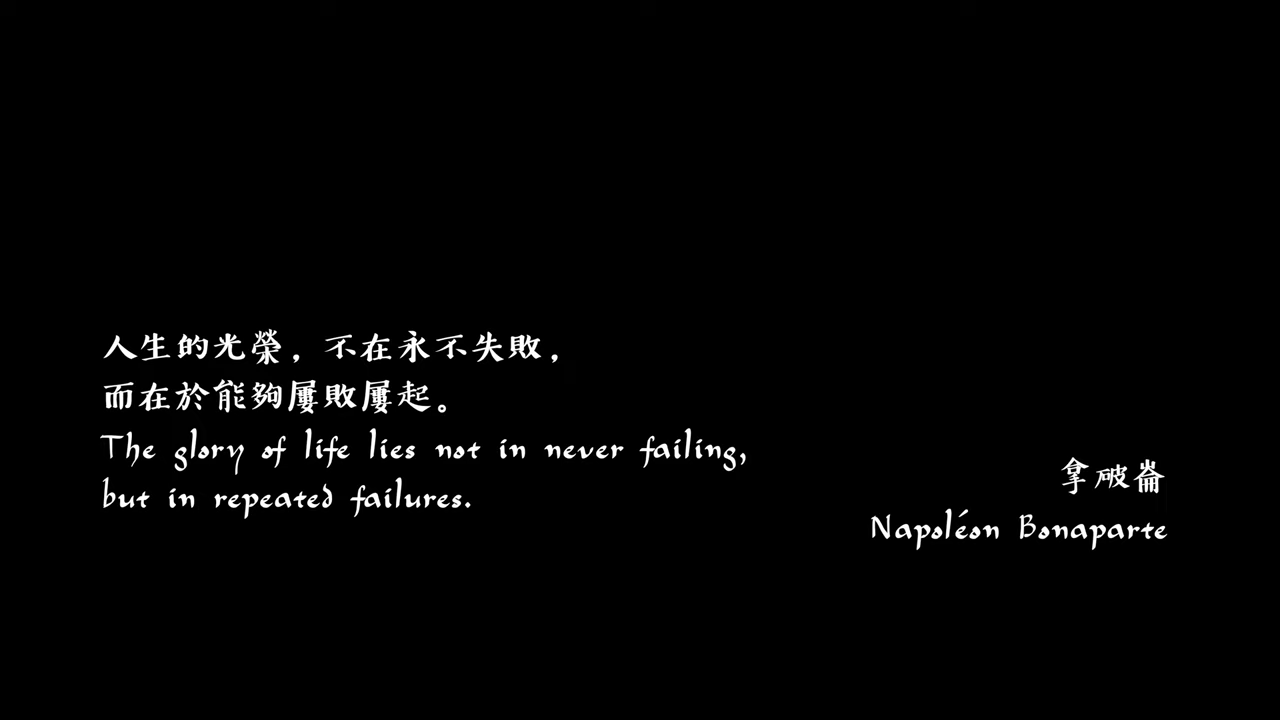 人生的光榮，不在永不失敗，
而在於能夠屢敗屢起。
The glory of life lies not in never failing,
but in repeated failures.
拿破崙
Napoléon Bonaparte